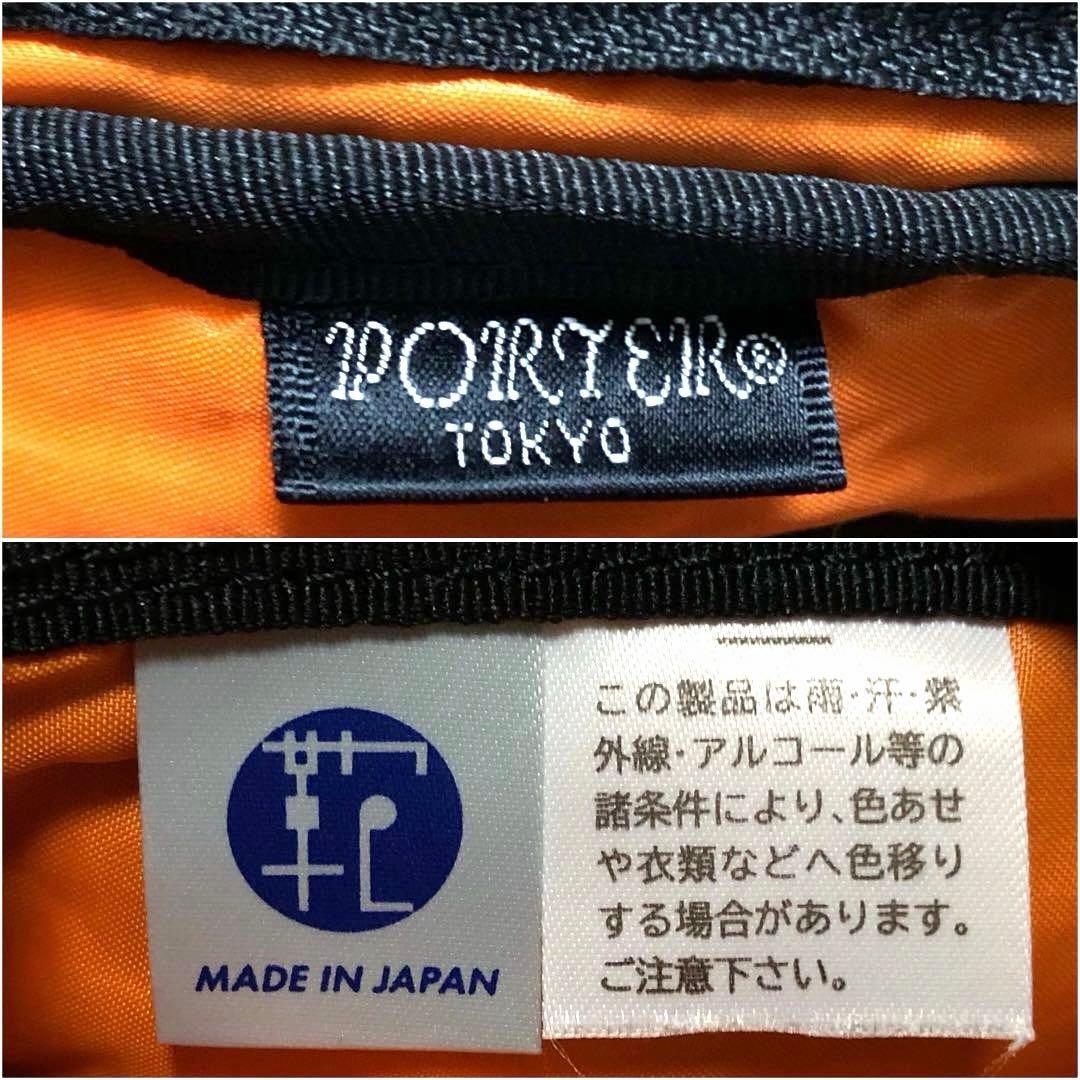 PORTER®
TOKYO
MADE IN JAPAN
この製品は雨・汗・紫
外線・アルコール等の
諸条件により、色あせ
や衣類などへ色移り
する場合があります。
ご注意下さい。